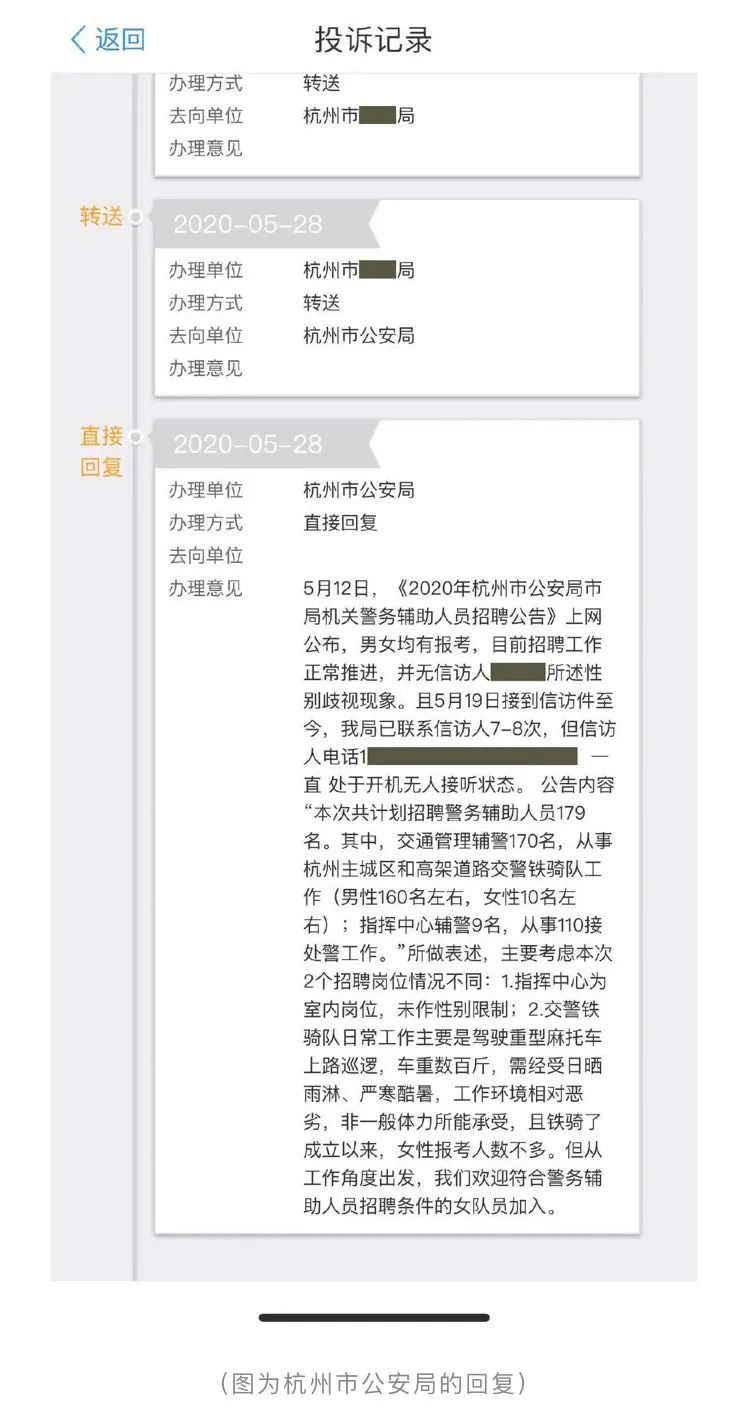 返回
投诉记录
办理方式 转送
去向单位 杭州市 局
办理意见
转送
2020-05-28
办理单位 杭州市 局
办理方式 转送
去向单位 杭州市公安局
办理意见
直接
回复
2020-05-28
办理单位 杭州市公安局
办理方式 直接回复
去向单位
办理意见 5月12日，《2020年杭州市公安局市
局机关警务辅助人员招聘公告》上网
公布，男女均有报考，目前招聘工作
正常推进，并无信访人 所述性
别歧视现象。且5月19日接到信访件至
今，我局已联系信访人7-8次，但信访
人电话1 一
直 处于开机无人接听状态。 公告内容
“本次共计划招聘警务辅助人员179
名。其中，交通管理辅警170名，从事
杭州主城区和高架道路交警铁骑队工
作（男性160名左右，女性10名左
右）；指挥中心辅警9名，从事110接
处警工作。”所做表述，主要考虑本次
2个招聘岗位情况不同：1.指挥中心为
室内岗位，未作性别限制；2.交警铁
骑队日常工作主要是驾驶重型麻托车
上路巡逻，车重数百斤，需经受日晒
雨淋、严寒酷暑，工作环境相对恶
劣，非一般体力所能承受，且铁骑了
成立以来，女性报考人数不多。但从
工作角度出发，我们欢迎符合警务辅
助人员招聘条件的女队员加入。
（图为杭州市公安局的回复）